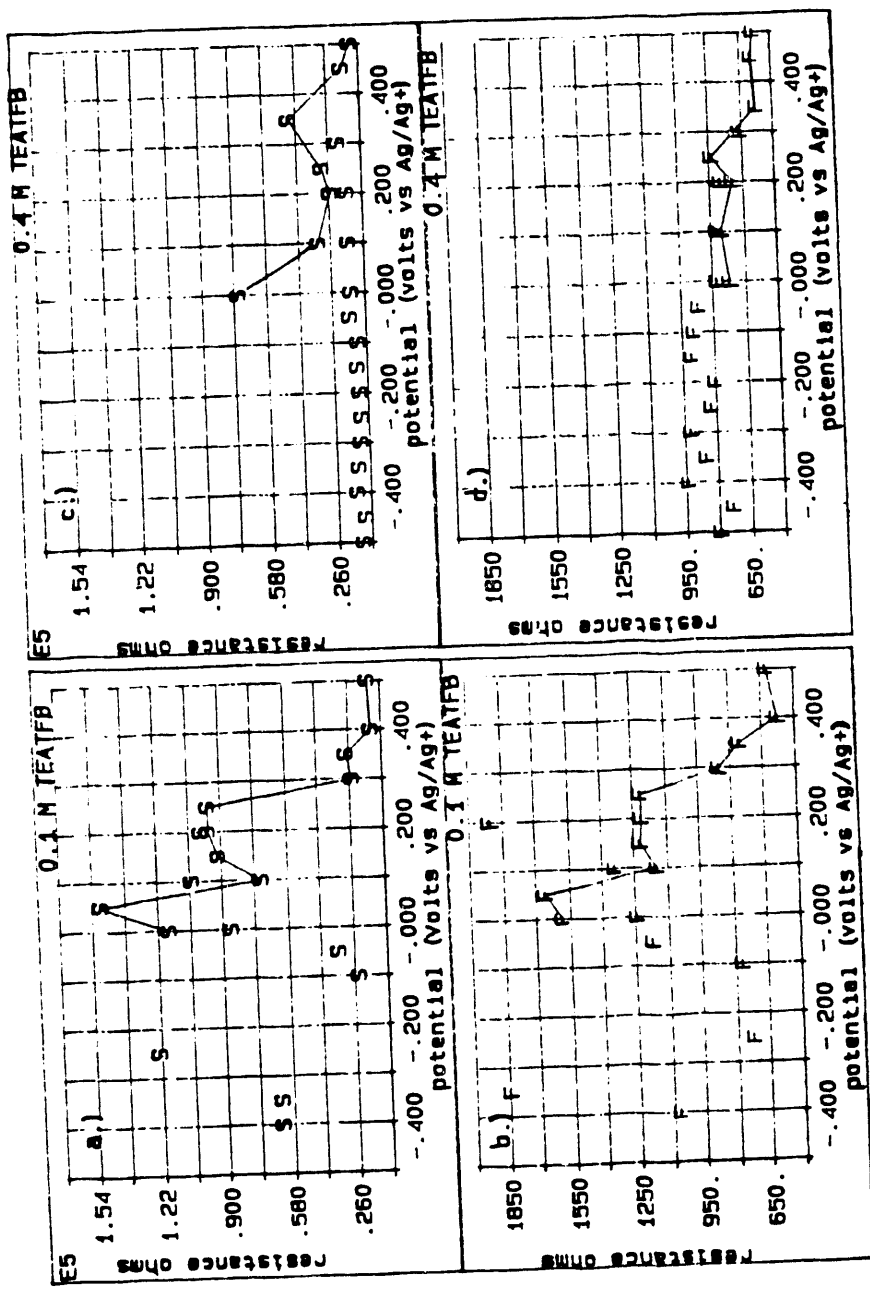 0.1 M TEATFB
E5
a.)
1.54
1.22
.900
.580
.260
resistance ohms
-.400
-.200
-.000
.200
.400
potential (volts vs Ag/Ag+)
0.4 M TEATFB
E5
c.)
1.54
1.22
.900
.580
.260
resistance ohms
-.400
-.200
-.000
.200
.400
potential (volts vs Ag/Ag+)
0.1 M TEATFB
b.)
1850
1550
1250
950.
650.
resistance ohms
-.400
-.200
-.000
.200
.400
potential (volts vs Ag/Ag+)
0.4 M TEATFB
d.)
1850
1550
1250
950.
650.
resistance ohms
-.400
-.200
-.000
.200
.400
potential (volts vs Ag/Ag+)